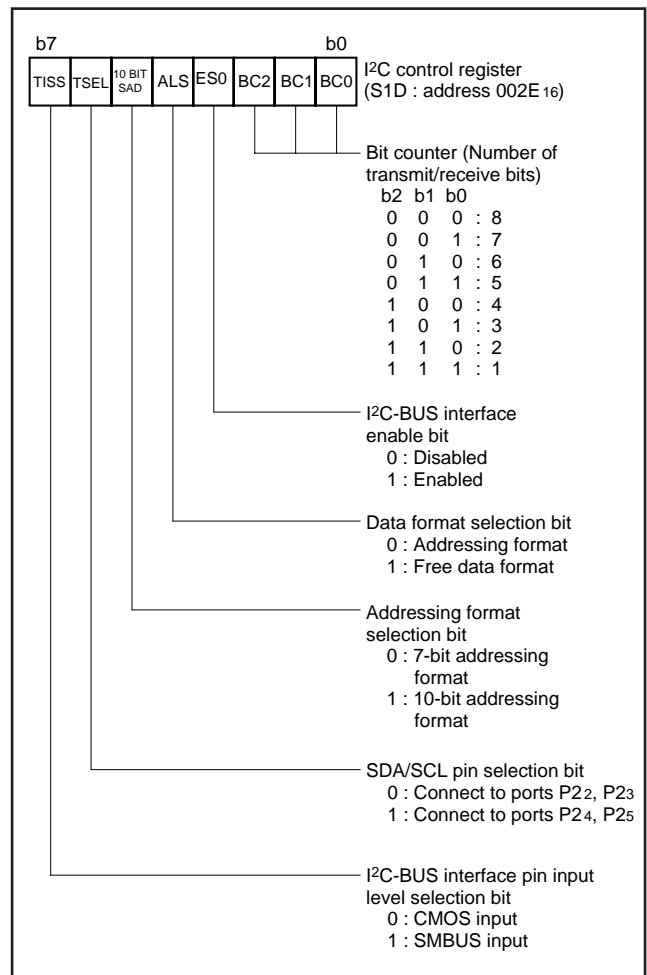 b7 b0
TISS TSEL 10 BIT SAD ALS ES0 BC2 BC1 BC0
I2C control register
(S1D : address 002E16)
Bit counter (Number of
transmit/receive bits)
b2 b1 b0
0 0 0 : 8
0 0 1 : 7
0 1 0 : 6
0 1 1 : 5
1 0 0 : 4
1 0 1 : 3
1 1 0 : 2
1 1 1 : 1
I2C-BUS interface
enable bit
0 : Disabled
1 : Enabled
Data format selection bit
0 : Addressing format
1 : Free data format
Addressing format
selection bit
0 : 7-bit addressing
format
1 : 10-bit addressing
format
SDA/SCL pin selection bit
0 : Connect to ports P22, P23
1 : Connect to ports P24, P25
I2C-BUS interface pin input
level selection bit
0 : CMOS input
1 : SMBUS input